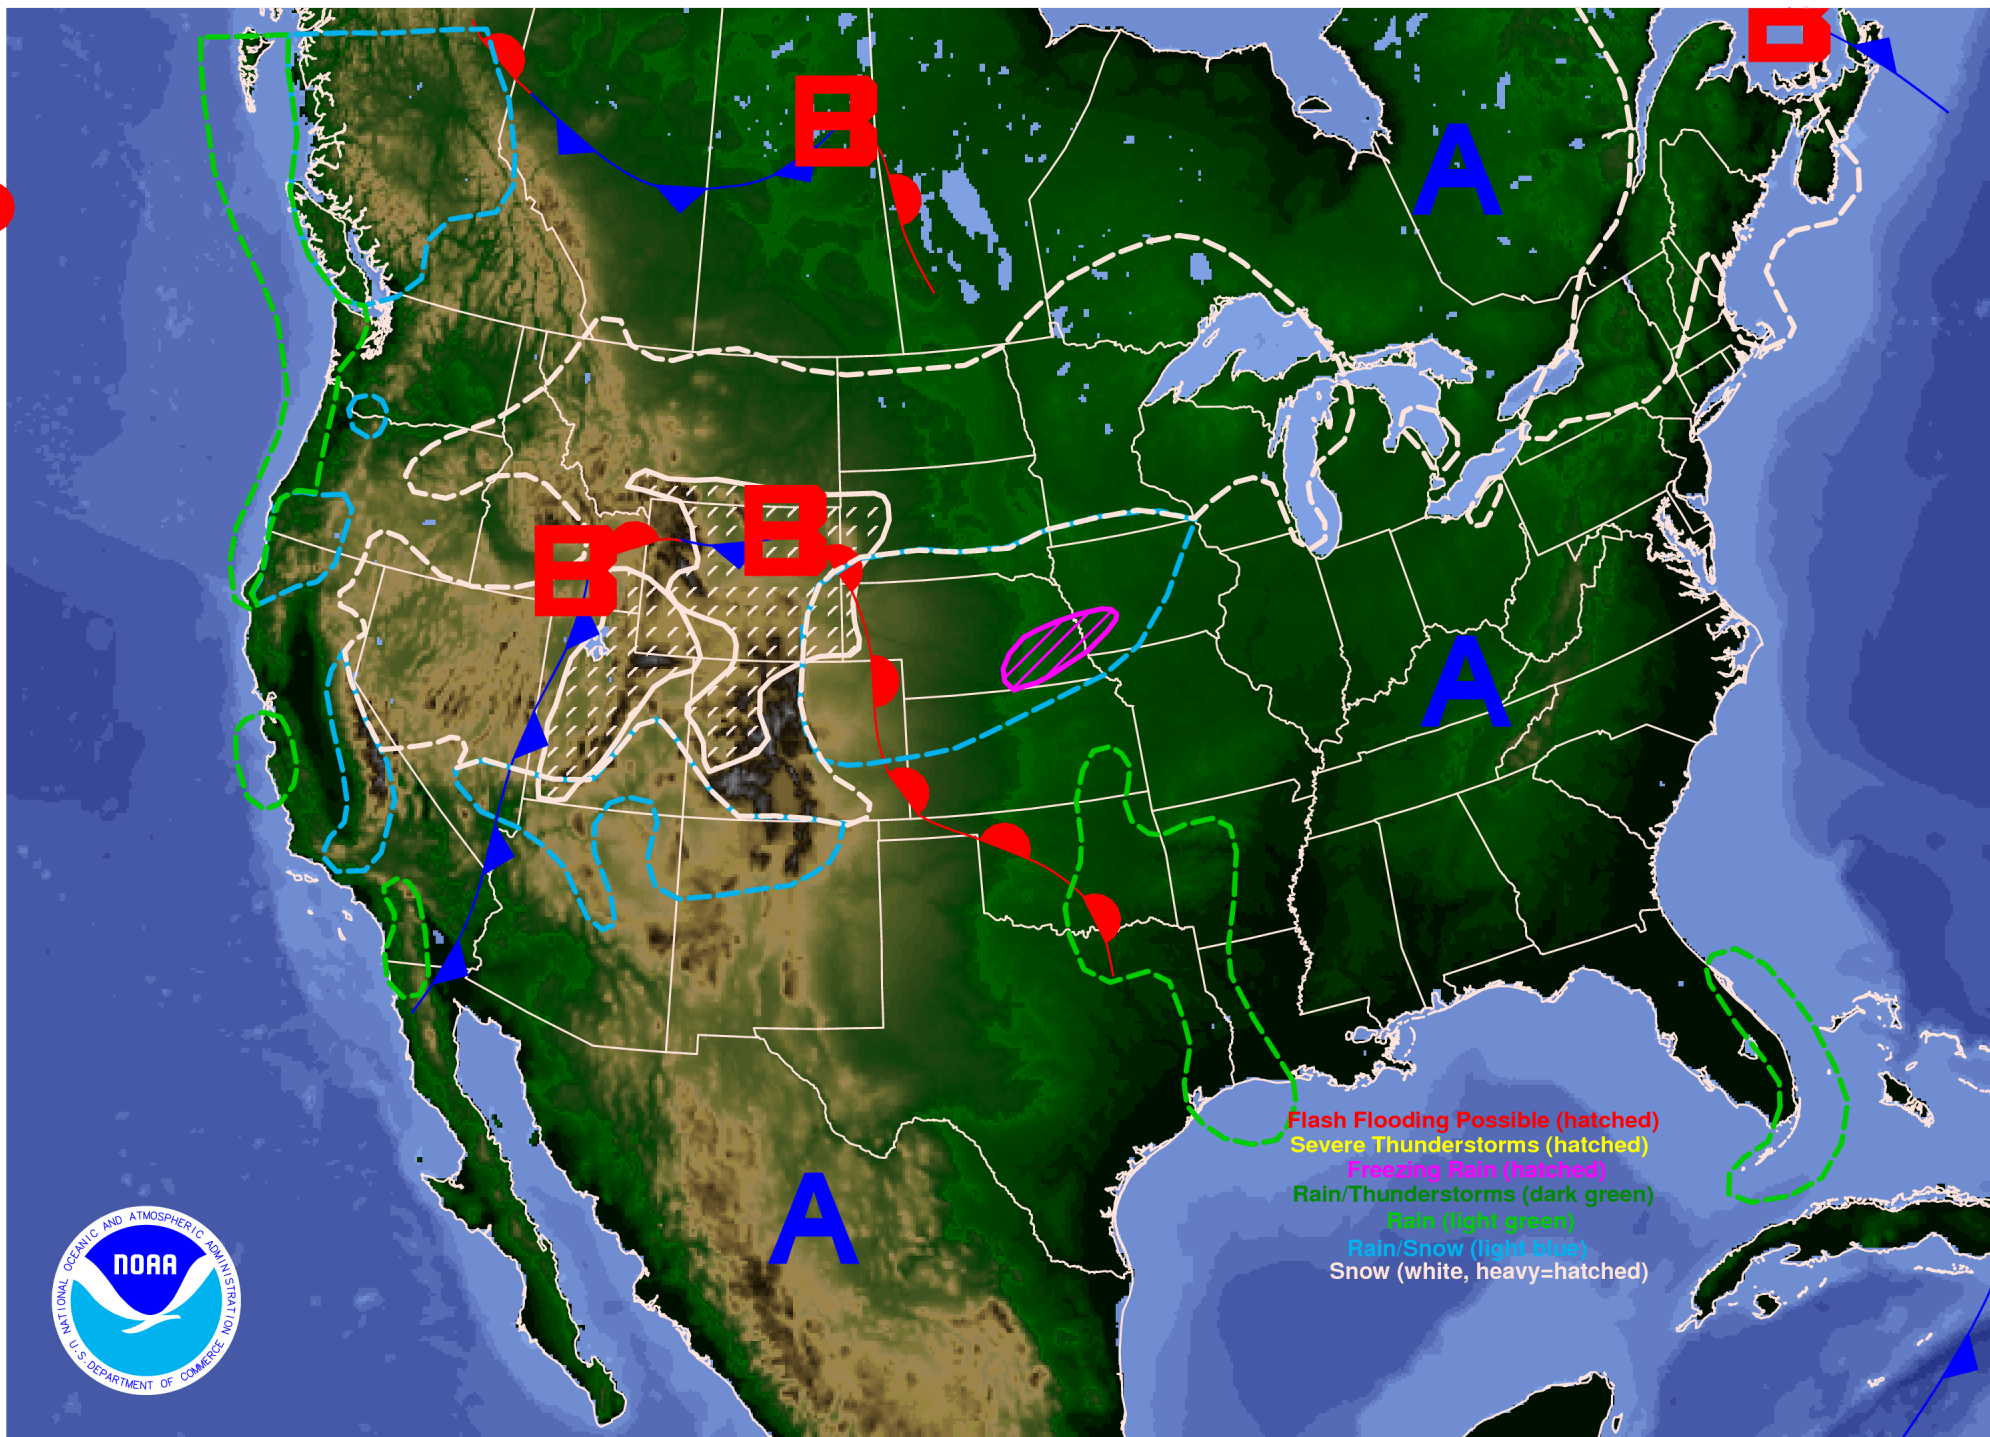 B
B
A
B
B
A
A
Flash Flooding Possible (hatched)
Severe Thunderstorms (hatched)
Freezing Rain (hatched)
Rain/Thunderstorms (dark green)
Rain (light green)
Rain/Snow (light blue)
Snow (white, heavy=hatched)
NATIONAL OCEANIC AND ATMOSPHERIC ADMINISTRATION
NOAA
U.S. DEPARTMENT OF COMMERCE